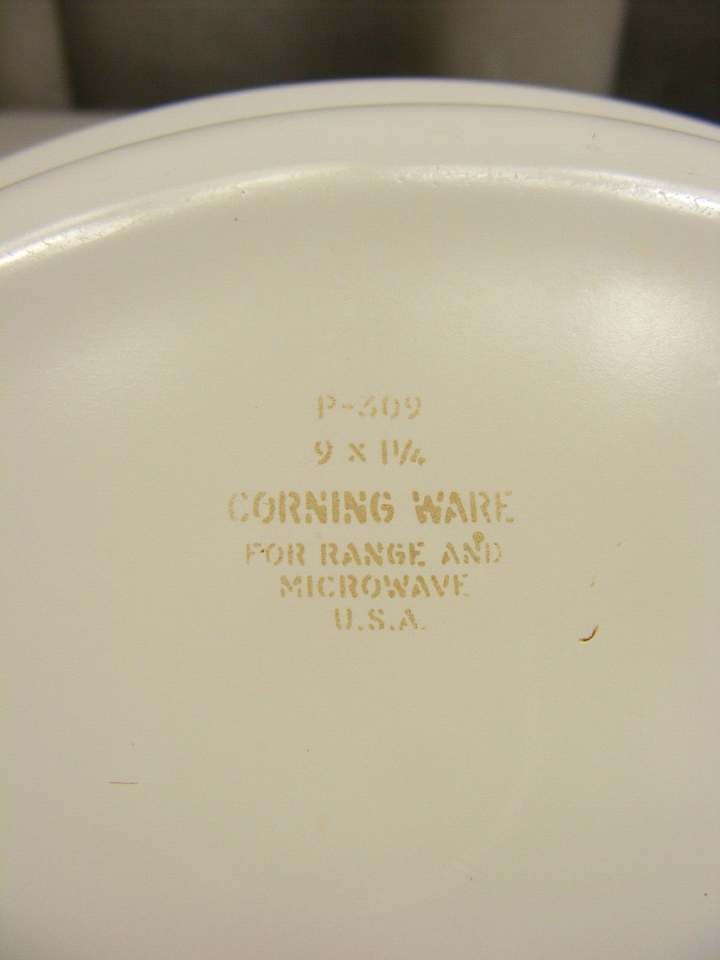 P-309
9 x 1¼
CORNING WARE
FOR RANGE AND
MICROWAVE
U.S.A.